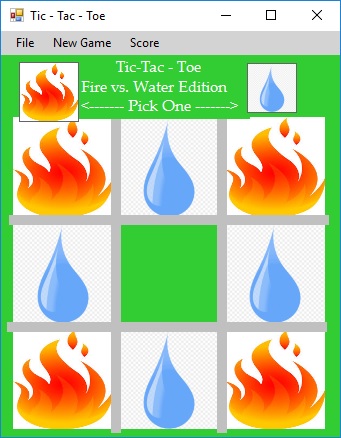 Tic - Tac - Toe
File New Game Score
Tic-Tac - Toe
Fire vs. Water Edition
<------- Pick One ------->